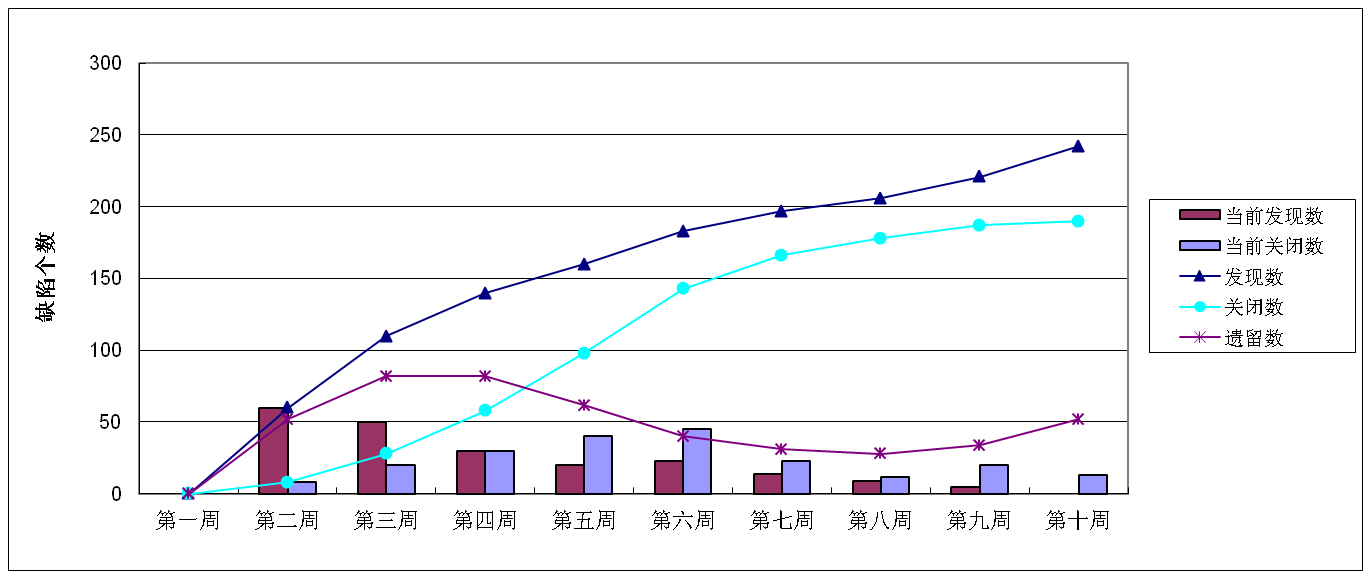 300
250
200
150
100
50
0
缺陷个数
第一周 第二周 第三周 第四周 第五周 第六周 第七周 第八周 第九周 第十周
当前发现数
当前关闭数
发现数
关闭数
遗留数